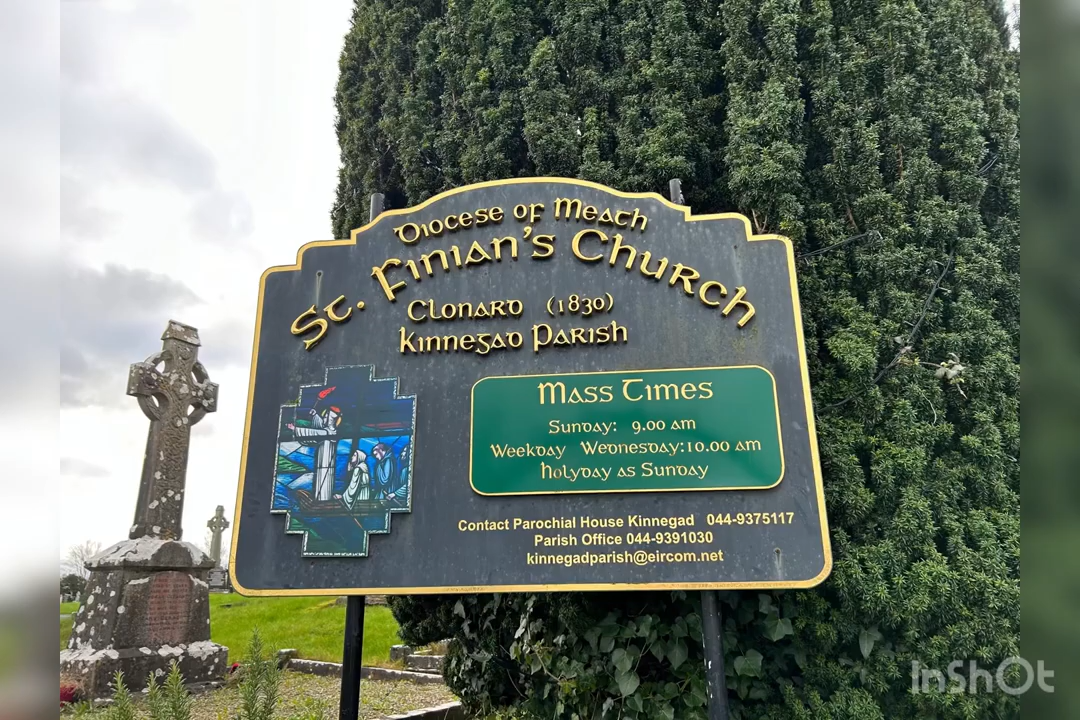 Diocese of Meath
St. Finian's Church
Clonard (1830)
Kinnegad Parish
Mass Times
Sunday: 9.00 am
Weekday Wednesday:10.00 am
Holyday as Sunday
Contact Parochial House Kinnegad 044-9375117
Parish Office 044-9391030
kinnegadparish@eircom.net
InShOt